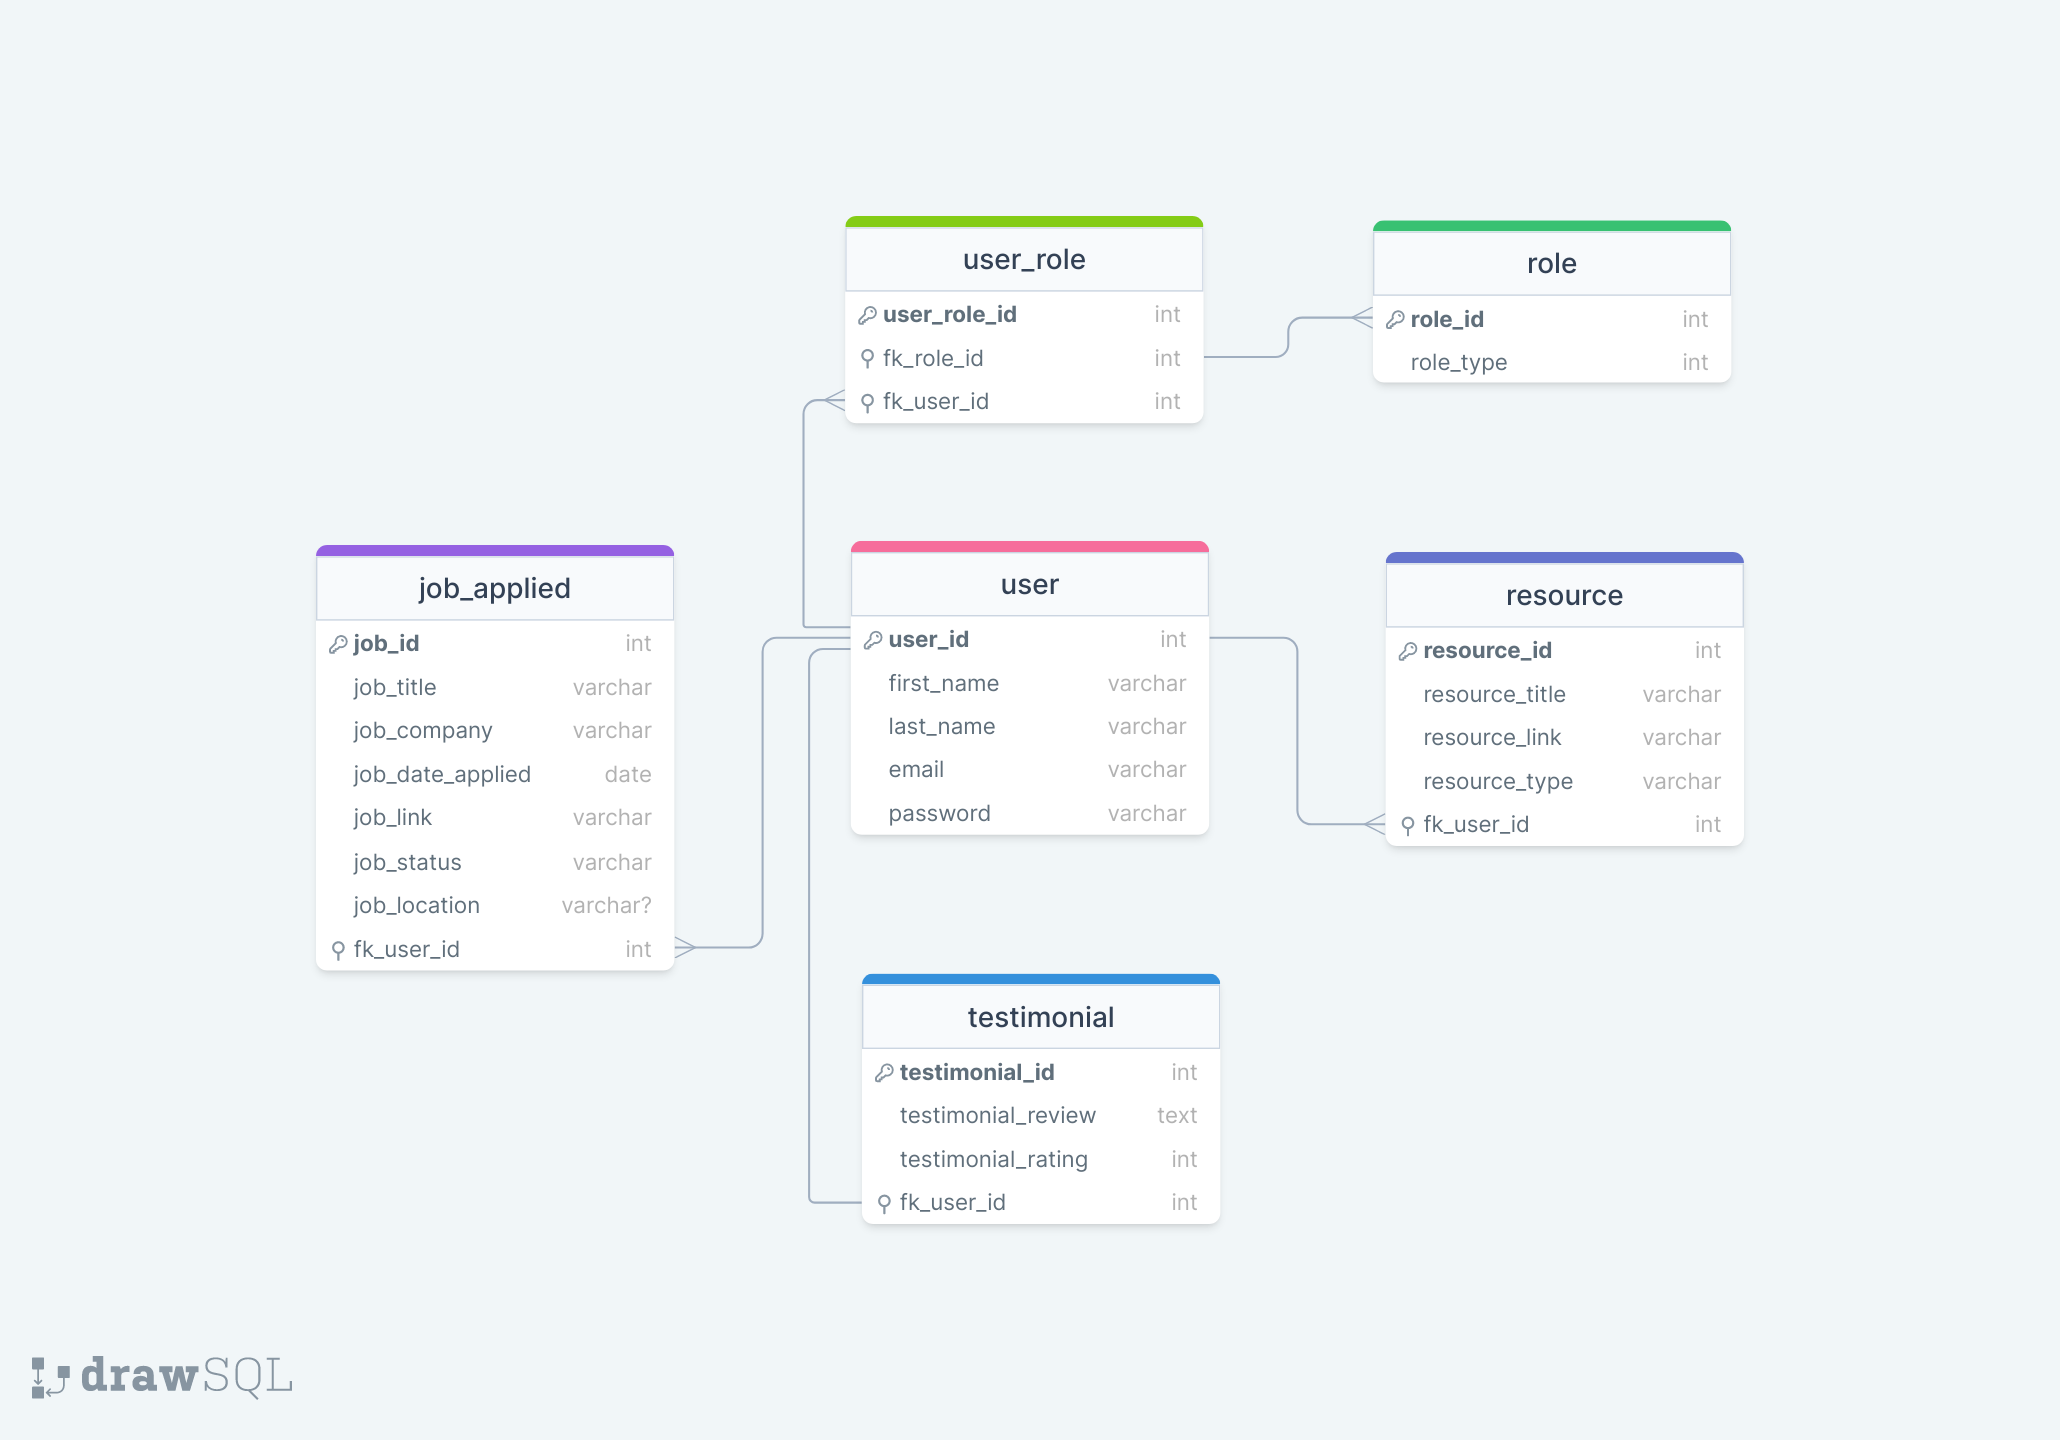 user_role
user_role_id int
fk_role_id int
fk_user_id int
role
role_id int
role_type int
job_applied
job_id int
job_title varchar
job_company varchar
job_date_applied date
job_link varchar
job_status varchar
job_location varchar?
fk_user_id int
user
user_id int
first_name varchar
last_name varchar
email varchar
password varchar
resource
resource_id int
resource_title varchar
resource_link varchar
resource_type varchar
fk_user_id int
testimonial
testimonial_id int
testimonial_review text
testimonial_rating int
fk_user_id int
drawSQL